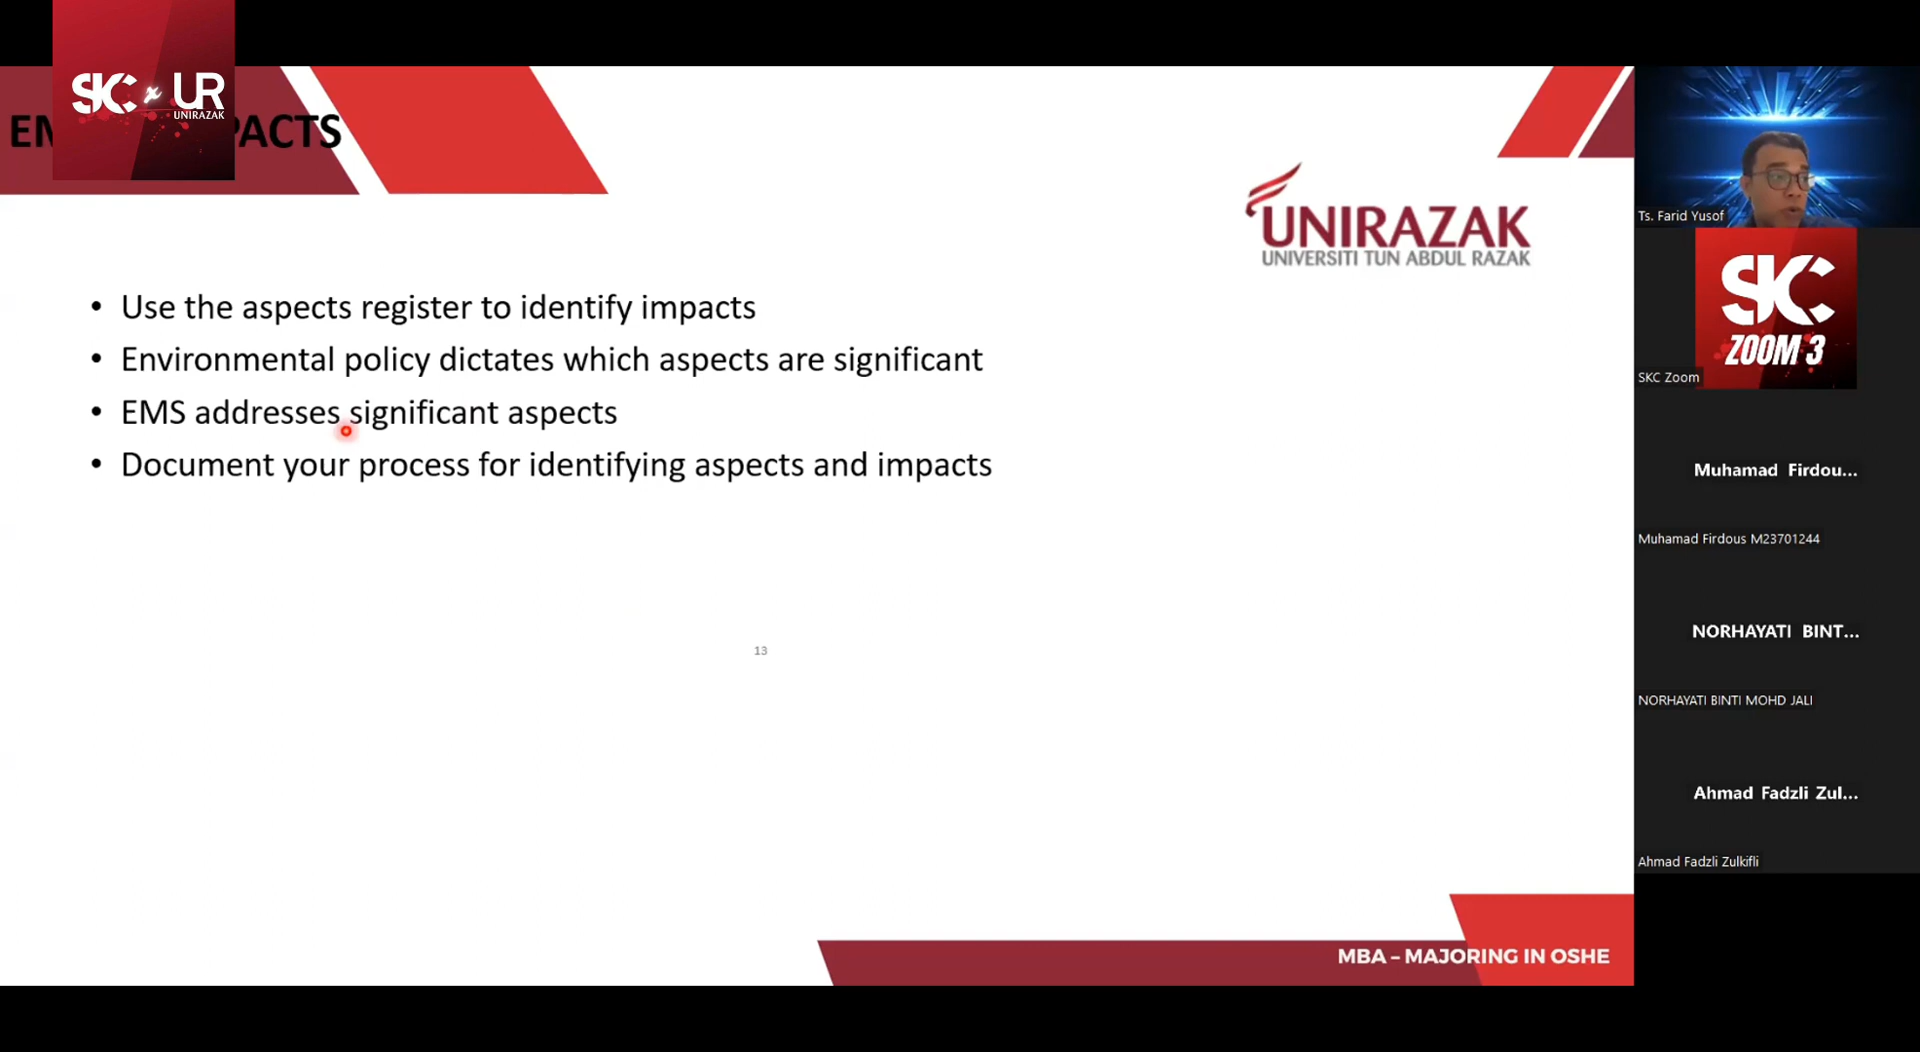 SKC x UR
UNIRAZAK
PACTS
UNIRAZAK
UNIVERSITI TUN ABDUL RAZAK
• Use the aspects register to identify impacts
• Environmental policy dictates which aspects are significant
• EMS addresses significant aspects
• Document your process for identifying aspects and impacts
13
MBA – MAJORING IN OSHE
Ts. Farid Yusof
SKC
ZOOM 3
SKC Zoom
Muhamad Firdou...
Muhamad Firdous M23701244
NORHAYATI BINT...
NORHAYATI BINTI MOHD JALI
Ahmad Fadzli Zul...
Ahmad Fadzli Zulkifli